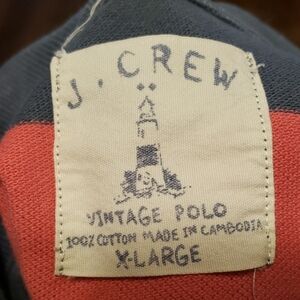 J. CREW
VINTAGE POLO
100% COTTON MADE IN CAMBODIA
X-LARGE